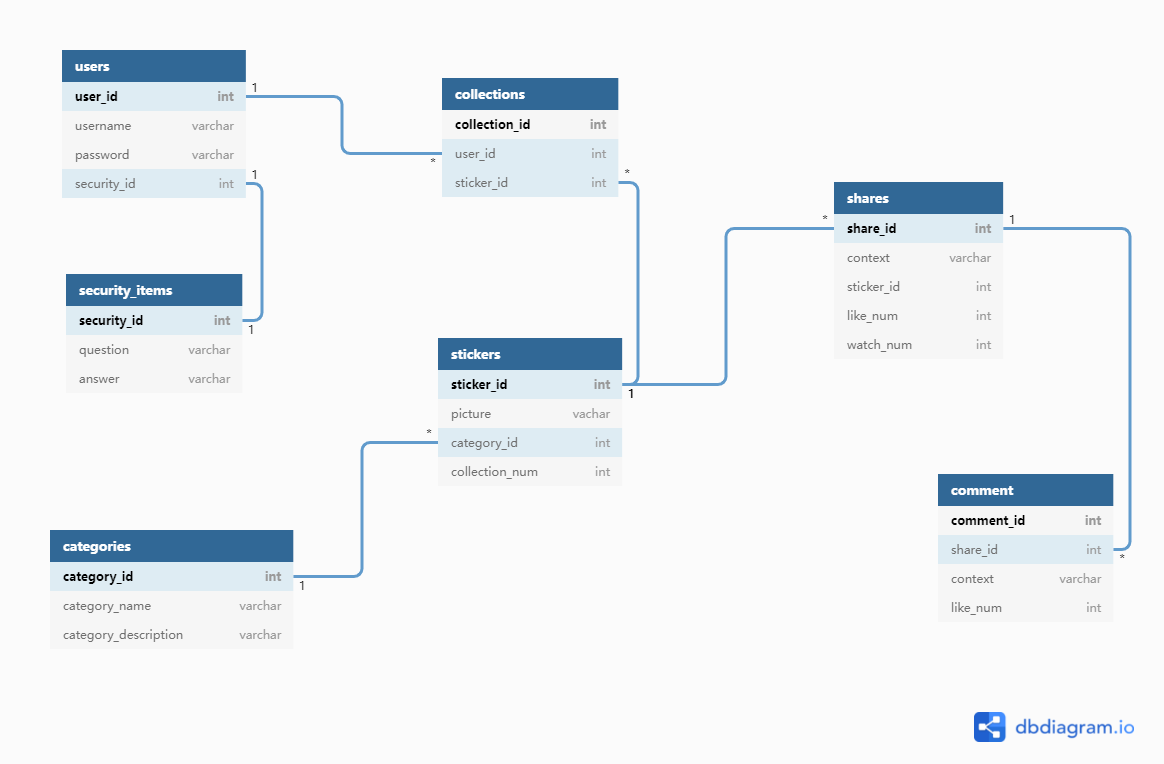 users
user_id int
username varchar
password varchar
security_id int
1
1
security_items
security_id int
question varchar
answer varchar
1
collections
collection_id int
user_id int
sticker_id int
*
*
stickers
sticker_id int
picture vachar
category_id int
collection_num int
1
*
categories
category_id int
category_name varchar
category_description varchar
1
shares
share_id int
context varchar
sticker_id int
like_num int
watch_num int
*
1
comment
comment_id int
share_id int
context varchar
like_num int
*
dbdiagram.io